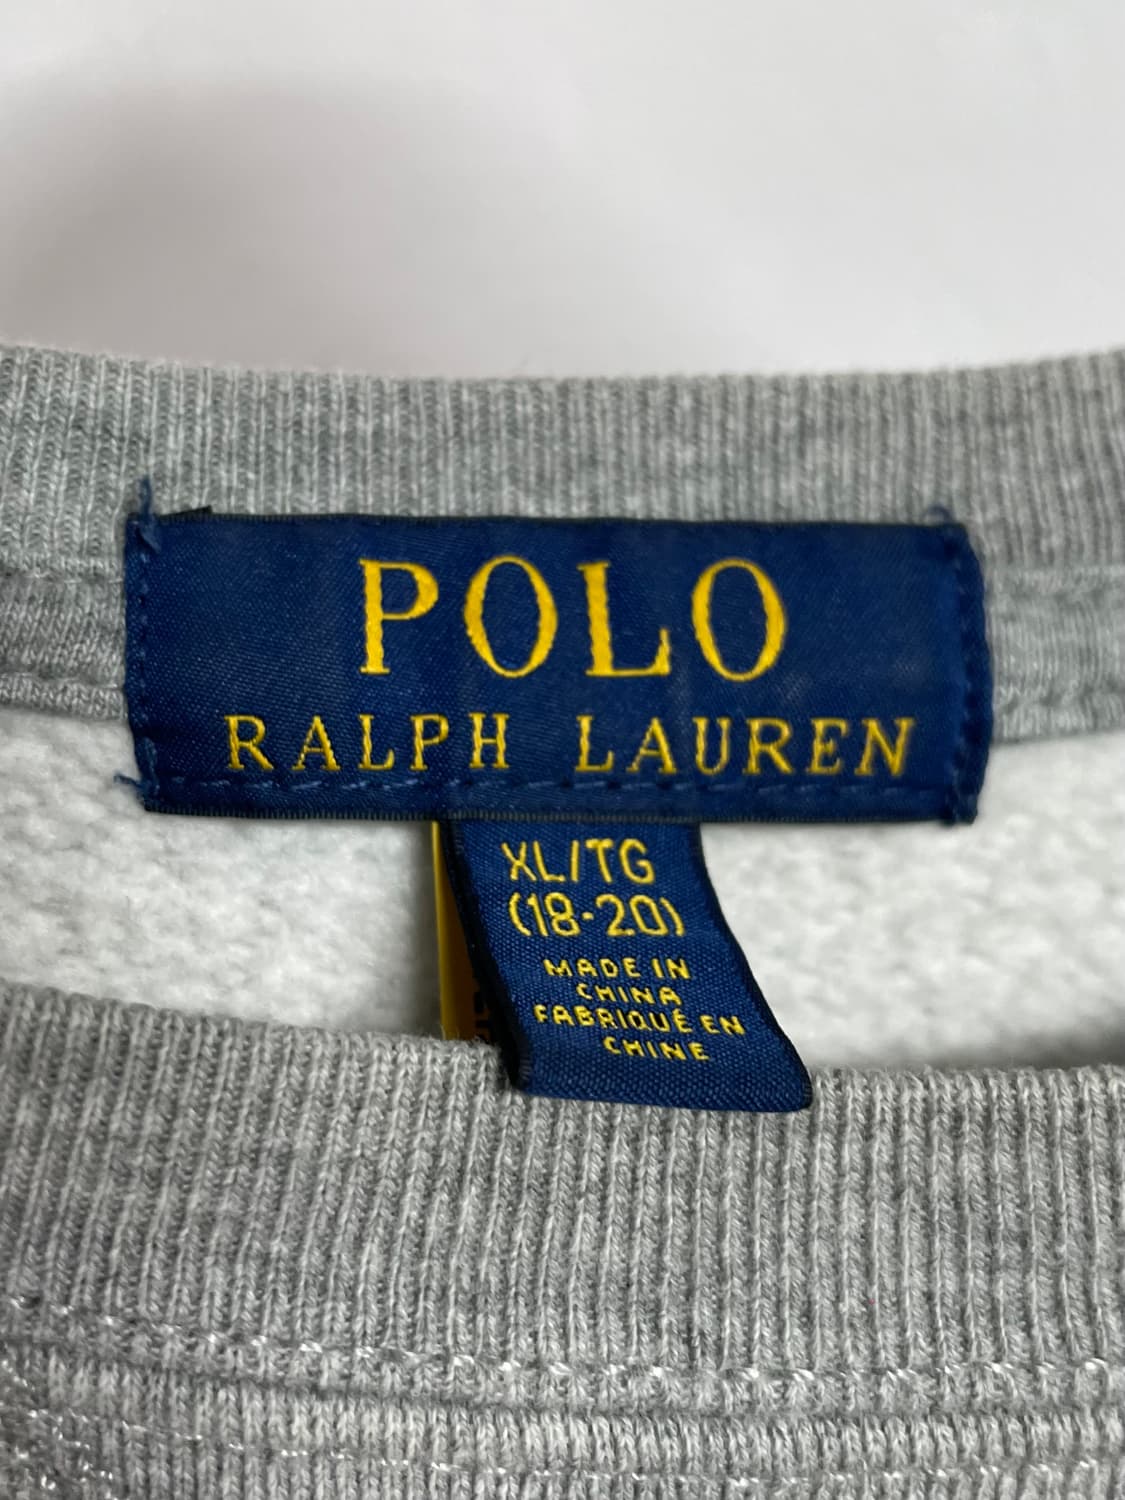 POLO
RALPH LAUREN
XL/TG
(18-20)
MADE IN
CHINA
FABRIQUÉ EN
CHINE